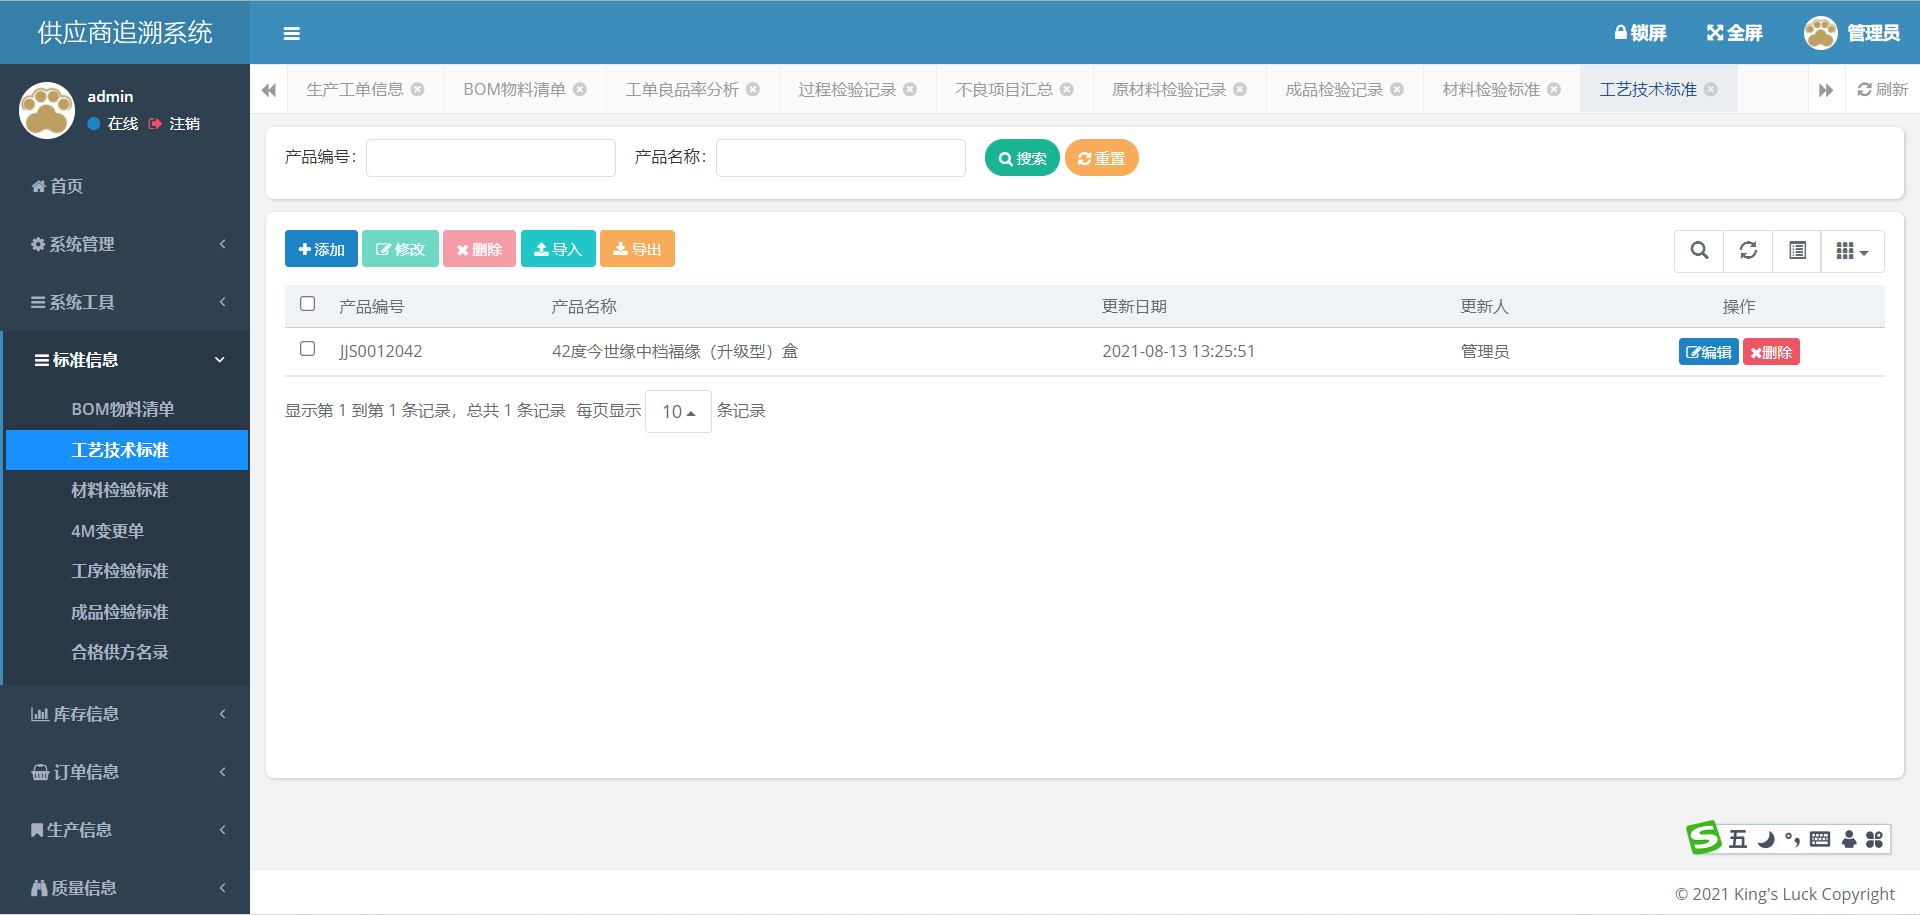 供应商追溯系统
锁屏 全屏 管理员
admin
在线 注销
生产工单信息 BOM物料清单 工单良品率分析 过程检验记录 不良项目汇总 原材料检验记录 成品检验记录 材料检验标准 工艺技术标准 刷新
首页
系统管理
系统工具
标准信息
BOM物料清单
工艺技术标准
材料检验标准
4M变更单
工序检验标准
成品检验标准
合格供方名录
库存信息
订单信息
生产信息
质量信息
产品编号： 产品名称： 搜索 重置
添加 修改 删除 导入 导出
产品编号 产品名称 更新日期 更新人 操作
JJS0012042 42度今世缘中档福缘（升级型）盒 2021-08-13 13:25:51 管理员 编辑 删除
显示第 1 到第 1 条记录，总共 1 条记录 每页显示 10 条记录
五
© 2021 King's Luck Copyright